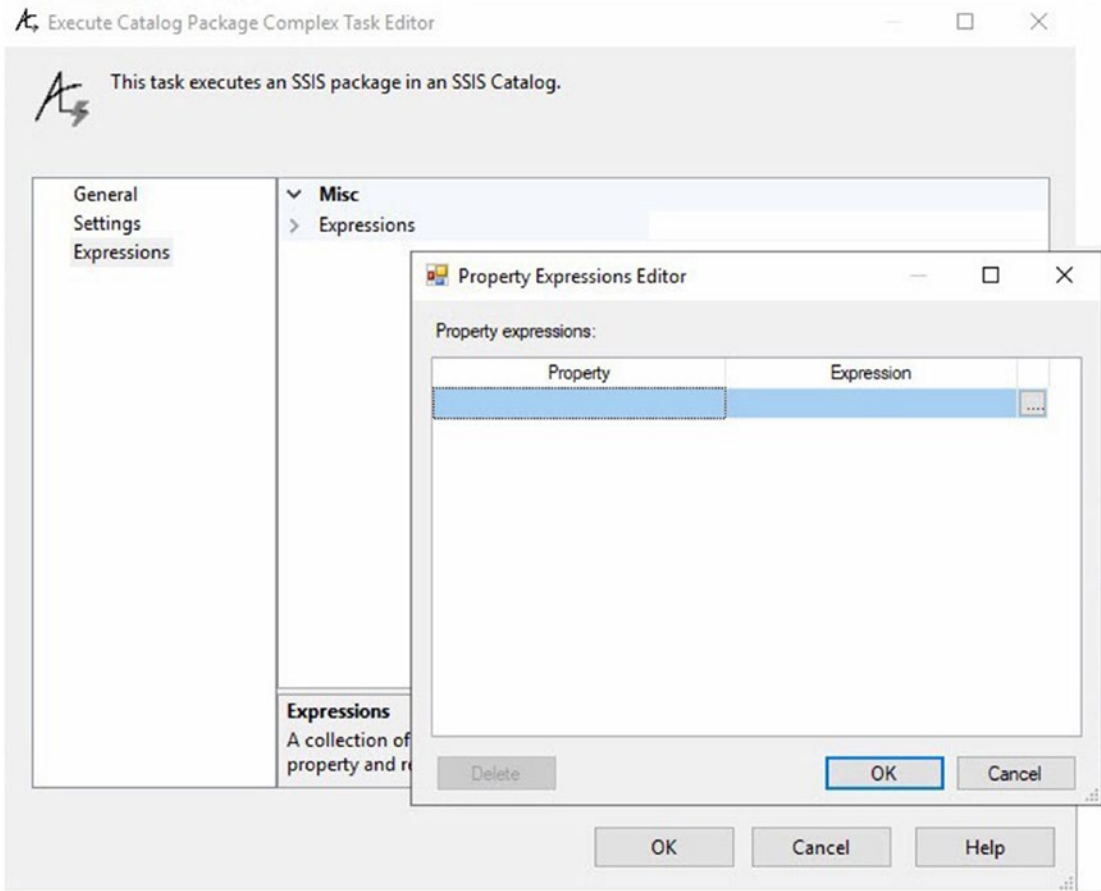 Execute Catalog Package Complex Task Editor
This task executes an SSIS package in an SSIS Catalog.
General
Settings
Expressions
Misc
Expressions
Property Expressions Editor
Property expressions:
Property Expression
....
Expressions
A collection of
property and
Delete OK Cancel
OK Cancel Help